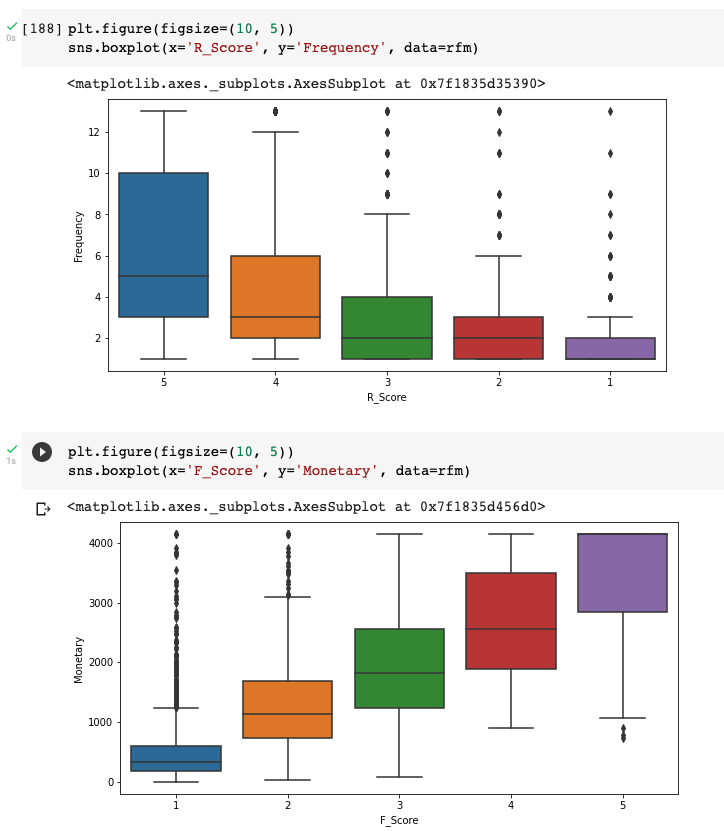 [188] plt.figure(figsize=(10, 5))
0s
sns.boxplot(x='R_Score', y='Frequency', data=rfm)
<matplotlib.axes._subplots.AxesSubplot at 0x7f1835d35390>
12
10
8
6
4
2
Frequency
5 4 3 2 1
R_Score
plt.figure(figsize=(10, 5))
1s
sns.boxplot(x='F_Score', y='Monetary', data=rfm)
<matplotlib.axes._subplots.AxesSubplot at 0x7f1835d456d0>
4000
3000
2000
1000
0
Monetary
1 2 3 4 5
F_Score